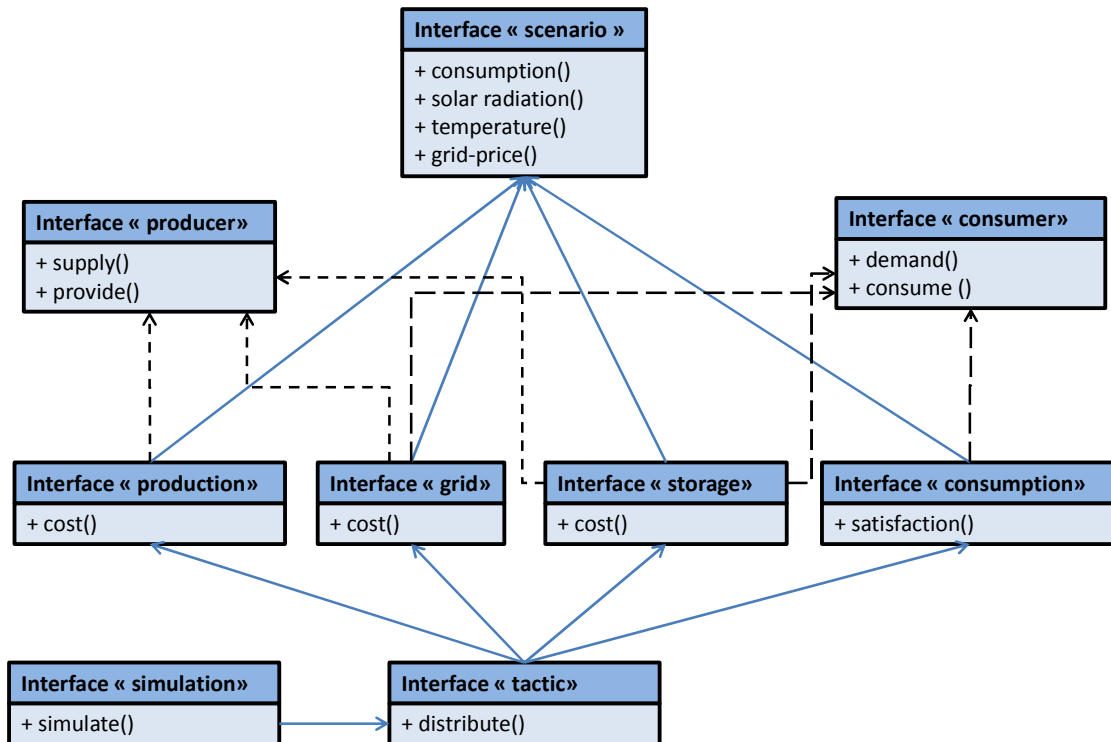 Interface « scenario »
+ consumption()
+ solar radiation()
+ temperature()
+ grid-price()
Interface « producer»
+ supply()
+ provide()
Interface « consumer»
+ demand()
+ consume ()
Interface « production»
+ cost()
Interface « grid»
+ cost()
Interface « storage»
+ cost()
Interface « consumption»
+ satisfaction()
Interface « simulation»
+ simulate()
Interface « tactic»
+ distribute()